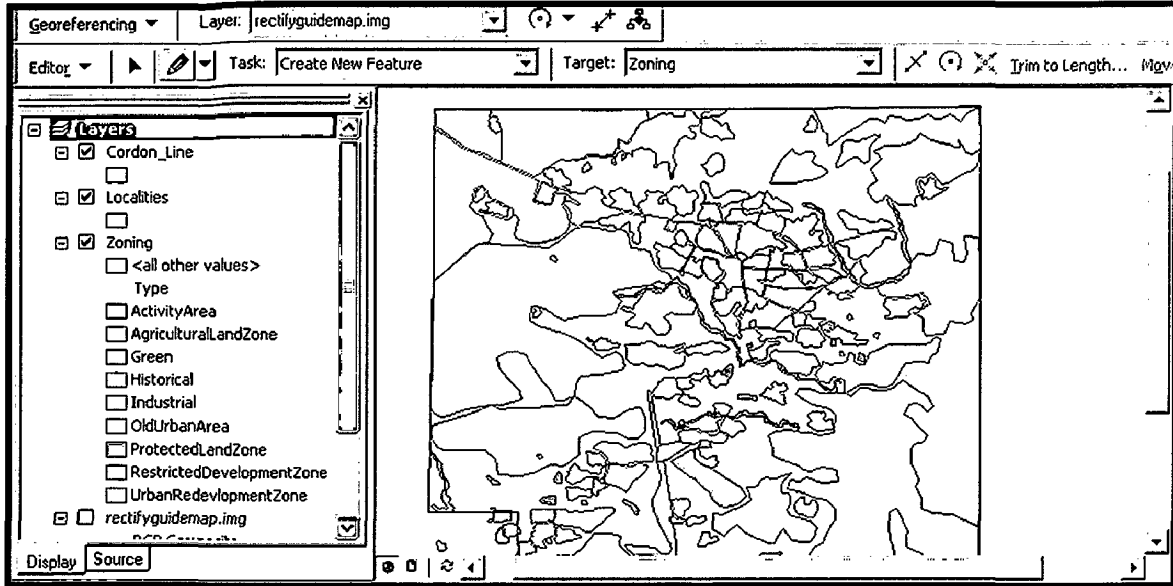 Georeferencing Layer: rectifyguidemap.img
Editor Task: Create New Feature Target: Zoning Trim to Length... Mov
Layers
Cordon_Line
Localities
Zoning
<all other values>
Type
ActivityArea
AgriculturalLandZone
Green
Historical
Industrial
OldUrbanArea
ProtectedLandZone
RestrictedDevelopmentZone
UrbanRedevlopmentZone
rectifyguidemap.img
Display Source